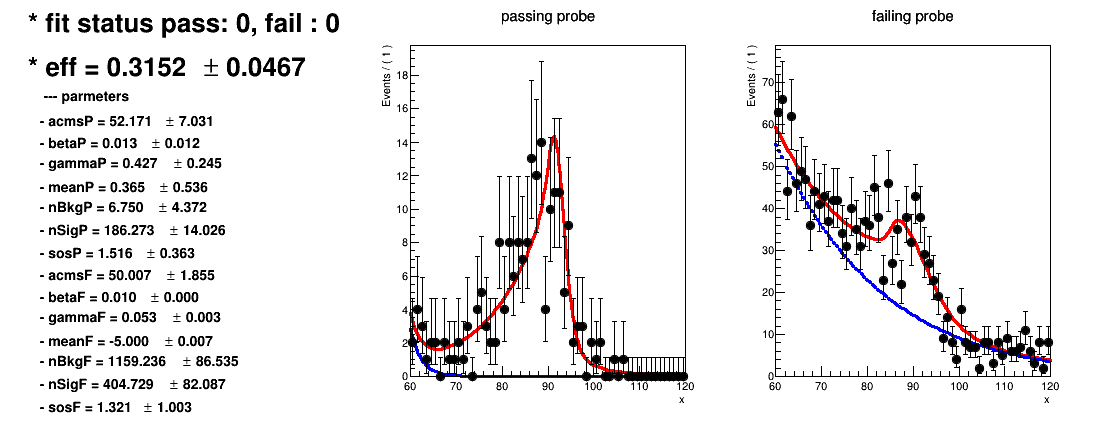 * fit status pass: 0, fail : 0
* eff = 0.3152 ± 0.0467
--- parmeters
- acmsP = 52.171 ± 7.031
- betaP = 0.013 ± 0.012
- gammaP = 0.427 ± 0.245
- meanP = 0.365 ± 0.536
- nBkgP = 6.750 ± 4.372
- nSigP = 186.273 ± 14.026
- sosP = 1.516 ± 0.363
- acmsF = 50.007 ± 1.855
- betaF = 0.010 ± 0.000
- gammaF = 0.053 ± 0.003
- meanF = -5.000 ± 0.007
- nBkgF = 1159.236 ± 86.535
- nSigF = 404.729 ± 82.087
- sosF = 1.321 ± 1.003
passing probe
Events / ( 1 )
18
16
14
12
10
8
6
4
2
0
60 70 80 90 100 110 120
x
failing probe
Events / ( 1 )
70
60
50
40
30
20
10
0
60 70 80 90 100 110 120
x